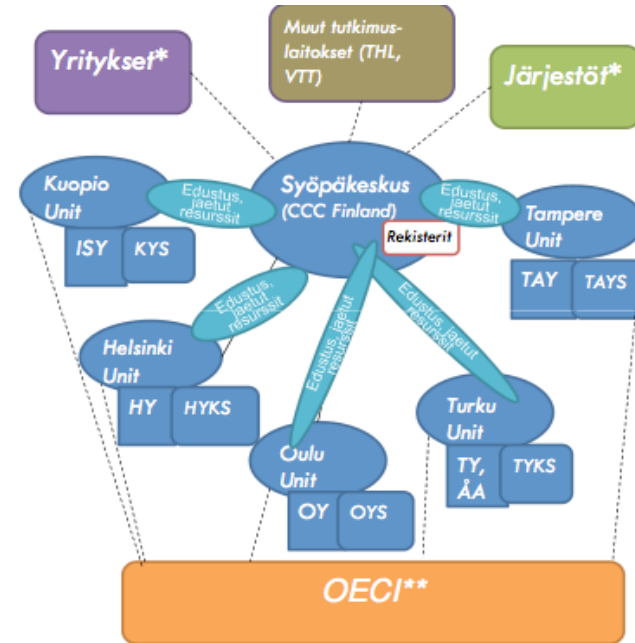 Yritykset*
Muut tutkimus-
laitokset (THL,
VTT)
Järjestöt*
Kuopio
Unit
ISY
KYS
Edustus,
jaetut
resurssit
Syöpäkeskus
(CCC Finland)
Rekisterit
Edustus,
jaetut
resurssit
Tampere
Unit
TAY
TAYS
Helsinki
Unit
HY
HYKS
Edustus,
jaetut
resurssit
Edustus, jaetut
resurssit
Edustus, jaetut
resurssit
Oulu
Unit
OY
OYS
Turku
Unit
TY,
ÅA
TYKS
OECI**